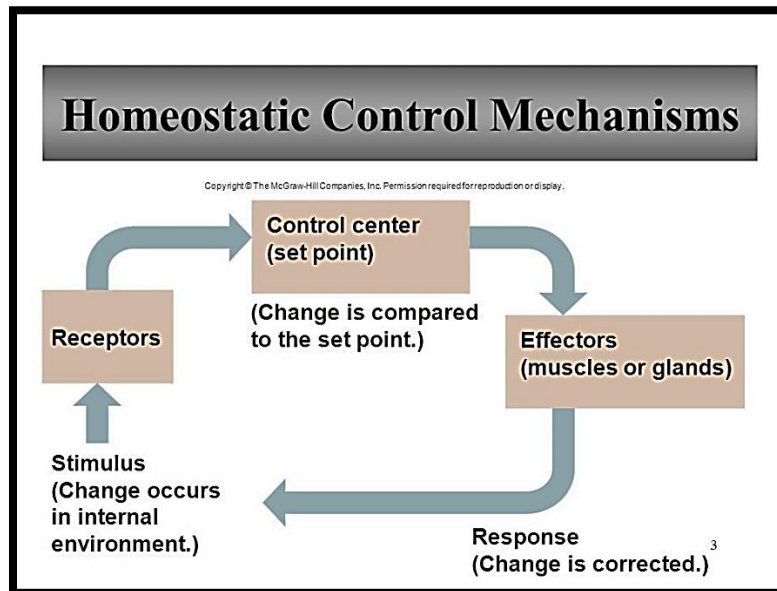 Homeostatic Control Mechanisms
Copyright © The McGraw-Hill Companies, Inc. Permission required for reproduction or display.
Control center
(set point)
(Change is compared
to the set point.)
Receptors
Effectors
(muscles or glands)
Stimulus
(Change occurs
in internal
environment.)
Response
(Change is corrected.)
3